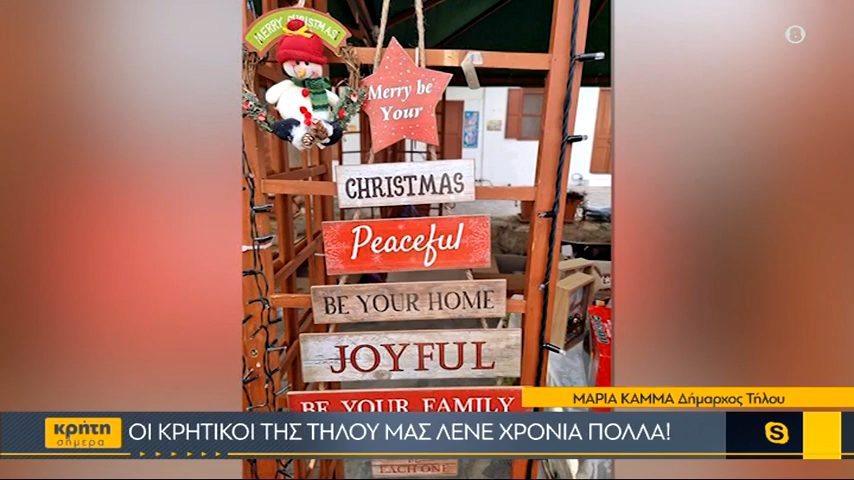 MERRY CHRISTMAS
Merry be
Your
CHRISTMAS
Peaceful
BE YOUR HOME
JOYFUL
BE YOUR FAMILY
ΜΑΡΙΑ ΚΑΜΜΑ Δήμαρχος Τήλου
κρήτη
σήμερα
ΟΙ ΚΡΗΤΙΚΟΙ ΤΗΣ ΤΗΛΟΥ ΜΑΣ ΛΕΝΕ ΧΡΟΝΙΑ ΠΟΛΛΑ!
EACH ONE